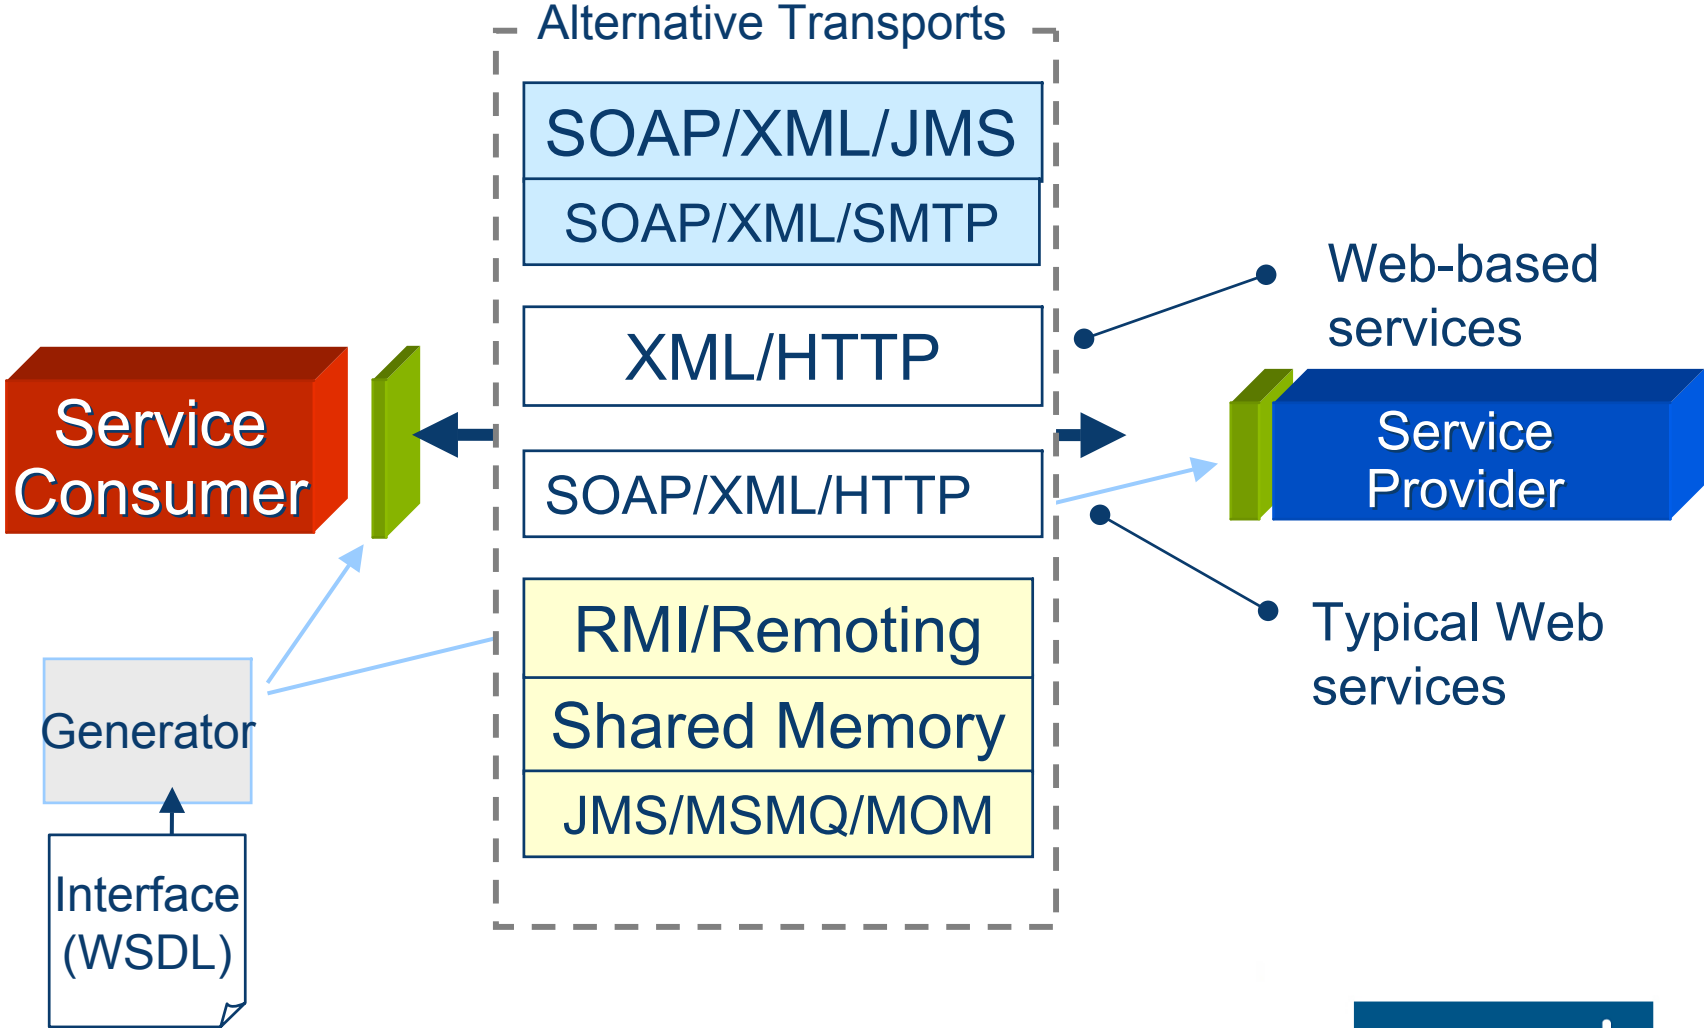 Alternative Transports
SOAP/XML/JMS
SOAP/XML/SMTP
XML/HTTP
SOAP/XML/HTTP
RMI/Remoting
Shared Memory
JMS/MSMQ/MOM
Service
Consumer
Generator
Interface
(WSDL)
Web-based
services
Service
Provider
Typical Web
services